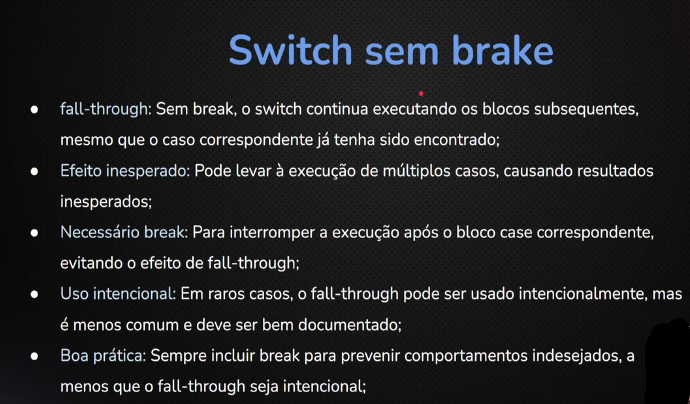 Switch sem brake
● fall-through: Sem break, o switch continua executando os blocos subsequentes,
mesmo que o caso correspondente já tenha sido encontrado;
● Efeito inesperado: Pode levar à execução de múltiplos casos, causando resultados
inesperados;
● Necessário break: Para interromper a execução após o bloco case correspondente,
evitando o efeito de fall-through;
● Uso intencional: Em raros casos, o fall-through pode ser usado intencionalmente, mas
é menos comum e deve ser bem documentado;
● Boa prática: Sempre incluir break para prevenir comportamentos indesejados, a
menos que o fall-through seja intencional;